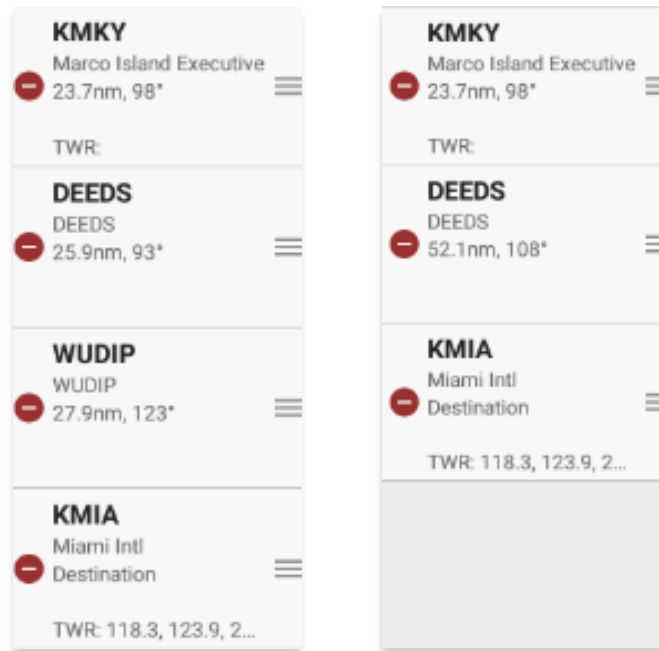 KMKY
Marco Island Executive
23.7nm, 98°
TWR:
DEEDS
DEEDS
25.9nm, 93°
WUDIP
WUDIP
27.9nm, 123°
KMIA
Miami Intl
Destination
TWR: 118.3, 123.9, 2...
KMKY
Marco Island Executive
23.7nm, 98°
TWR:
DEEDS
DEEDS
52.1nm, 108°
KMIA
Miami Intl
Destination
TWR: 118.3, 123.9, 2...